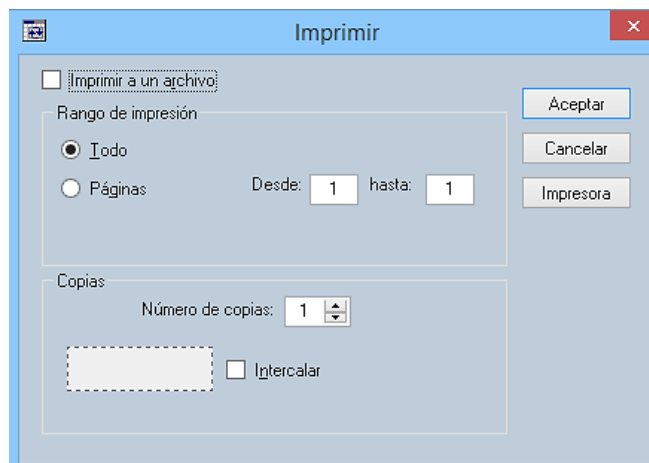 Imprimir
Imprimir a un archivo
Aceptar
Rango de impresión
Todo
Cancelar
Páginas Desde: 1 hasta: 1
Impresora
Copias
Número de copias: 1
Intercalar